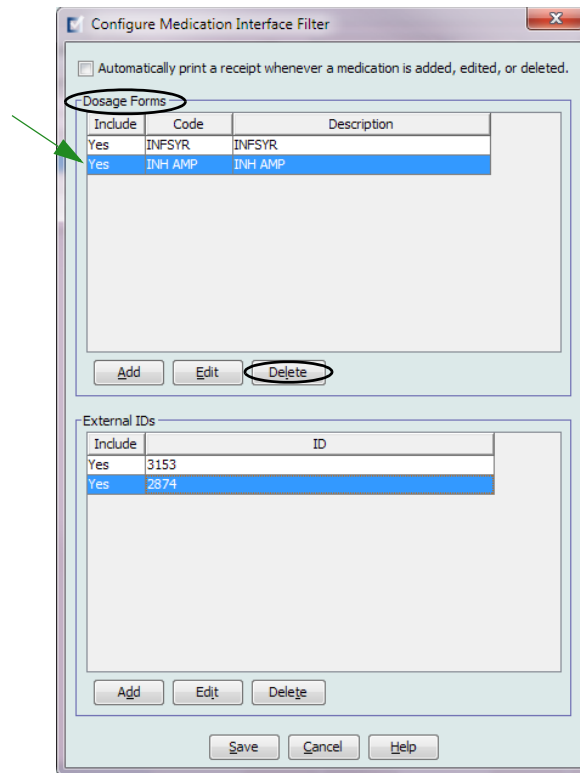 Configure Medication Interface Filter
Automatically print a receipt whenever a medication is added, edited, or deleted.
Dosage Forms
Include Code Description
Yes INFSYR INFSYR
Yes INH AMP INH AMP
Add Edit Delete
External IDs
Include ID
Yes 3153
Yes 2874
Add Edit Delete
Save Cancel Help